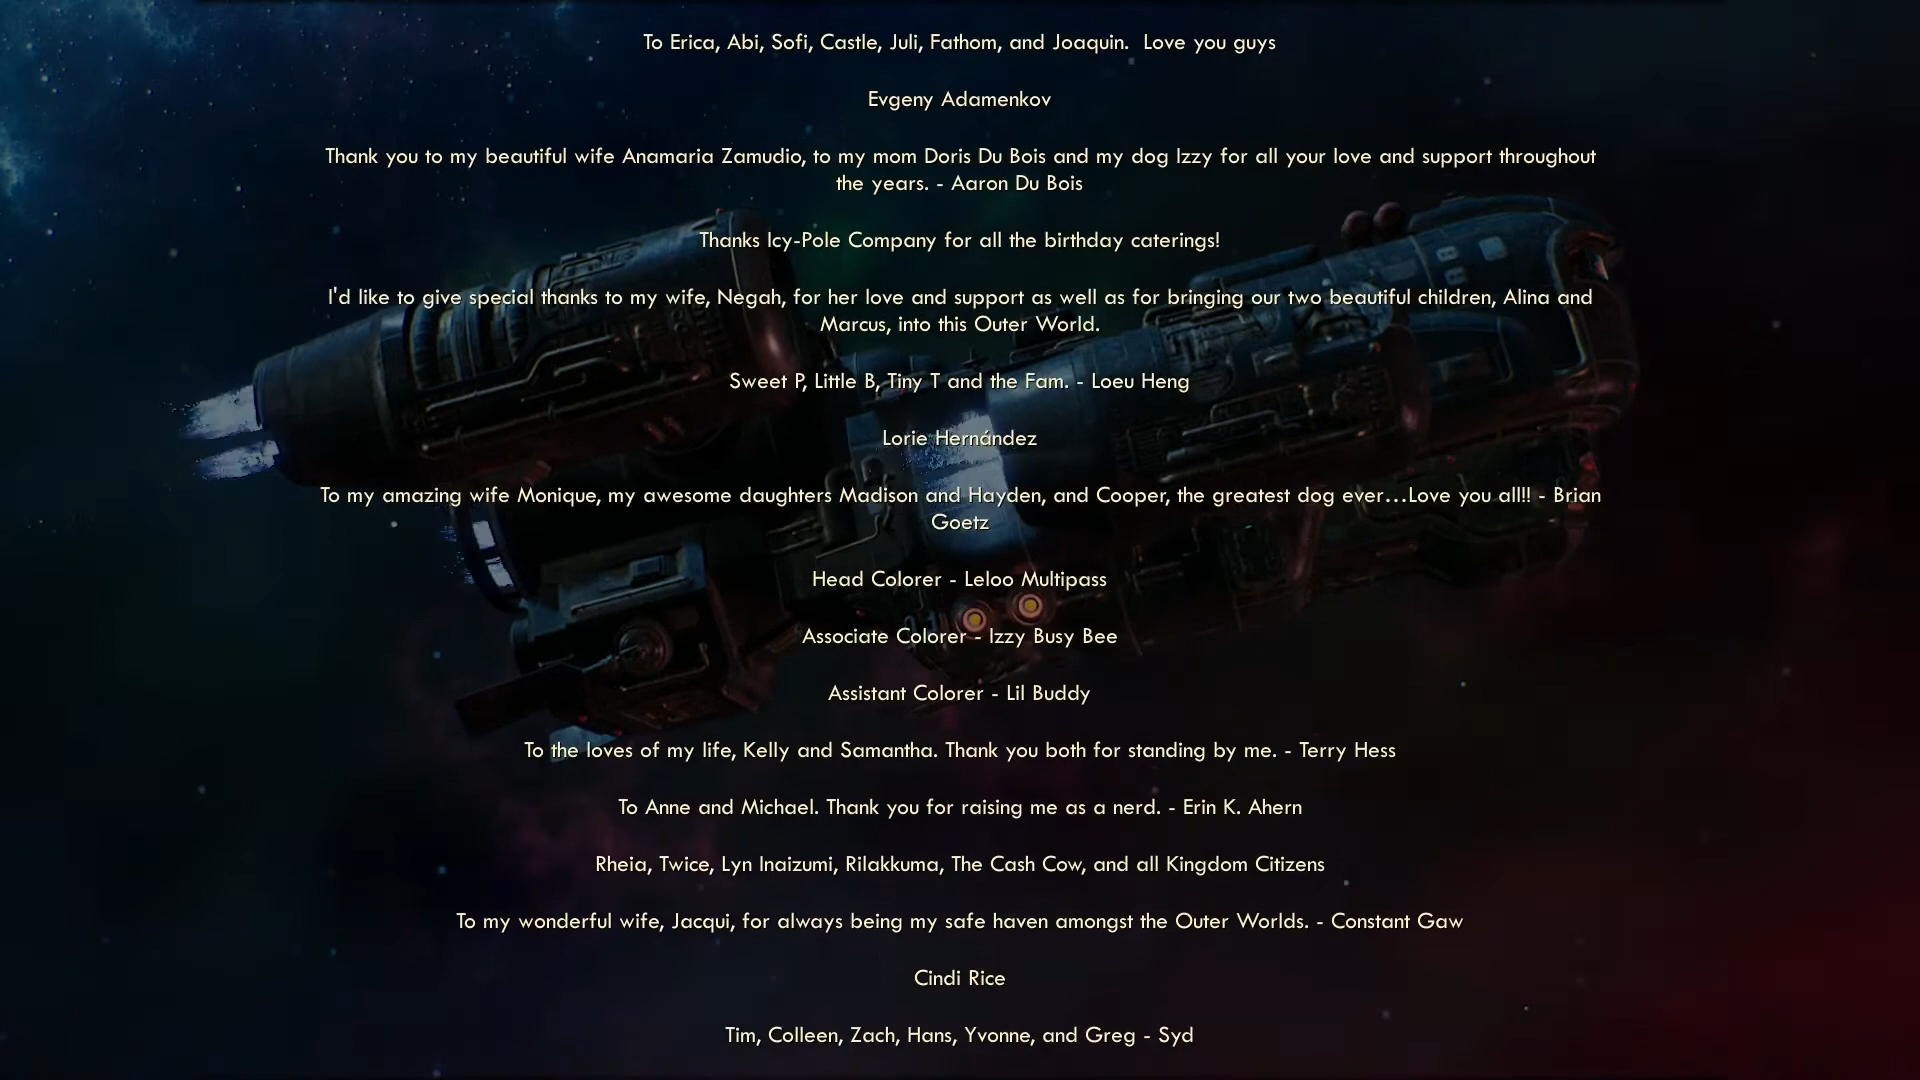 To Erica, Abi, Sofi, Castle, Juli, Fathom, and Joaquin.  Love you guys
Evgeny Adamenkov
Thank you to my beautiful wife Anamaria Zamudio, to my mom Doris Du Bois and my dog Izzy for all your love and support throughout
the years. - Aaron Du Bois
Thanks Icy-Pole Company for all the birthday caterings!
I'd like to give special thanks to my wife, Negah, for her love and support as well as for bringing our two beautiful children, Alina and
Marcus, into this Outer World.
Sweet P, Little B, Tiny T and the Fam. - Loeu Heng
Lorie Hernández
To my amazing wife Monique, my awesome daughters Madison and Hayden, and Cooper, the greatest dog ever...Love you all!! - Brian
Goetz
Head Colorer - Leloo Multipass
Associate Colorer - Izzy Busy Bee
Assistant Colorer - Lil Buddy
To the loves of my life, Kelly and Samantha. Thank you both for standing by me. - Terry Hess
To Anne and Michael. Thank you for raising me as a nerd. - Erin K. Ahern
Rheia, Twice, Lyn Inaizumi, Rilakkuma, The Cash Cow, and all Kingdom Citizens
To my wonderful wife, Jacqui, for always being my safe haven amongst the Outer Worlds. - Constant Gaw
Cindi Rice
Tim, Colleen, Zach, Hans, Yvonne, and Greg - Syd